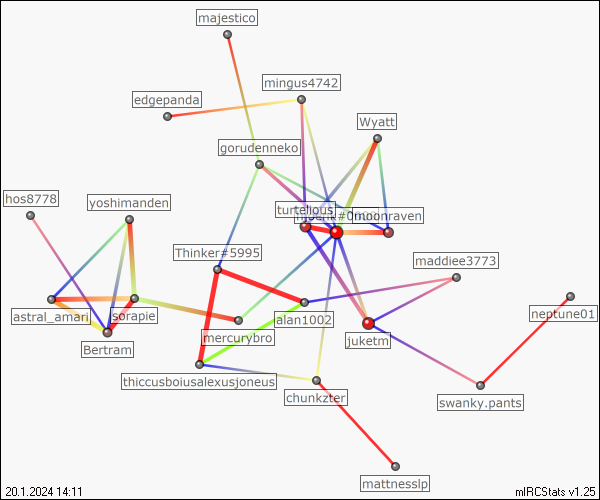 majestico
mingus4742
edgepanda
Wyatt
gorudenneko
hos8778
yoshimanden
turteligus
moonraven
Thinker#5995
maddiee3773
astral_amari
sorapie
alan1002
neptune01
mercurybro
juketm
Bertram
thiccusboiusalexusjoneus
chunkzter
swanky.pants
mattnesslp
20.1.2024 14:11
mIRCStats v1.25